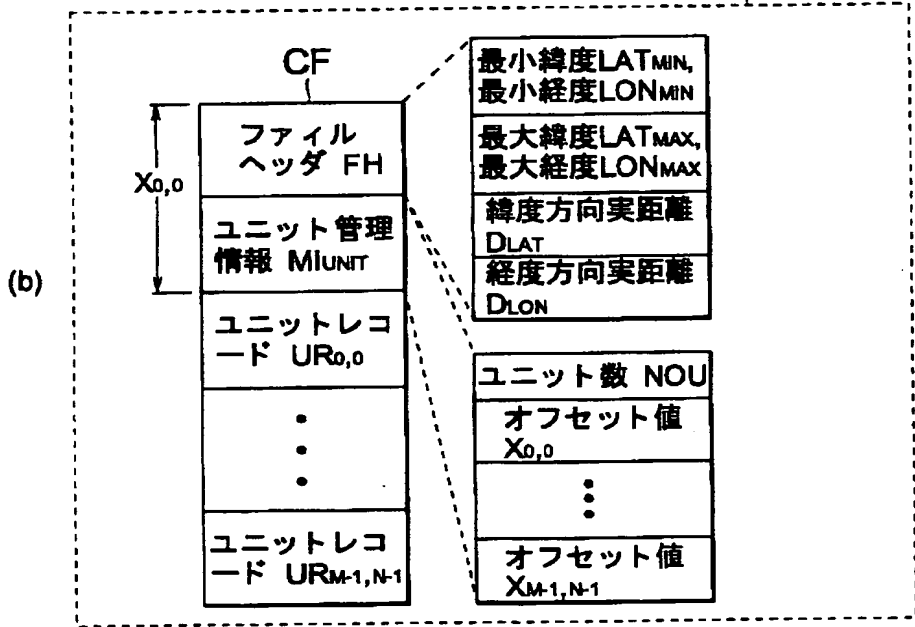 (b)
CF
X0,0
ファイル
ヘッダ FH
ユニット管理
情報 MIUNIT
ユニットレコ
ード UR0,0
ユニットレコ
ード URM-1,N-1
最小緯度LATMIN,
最小経度LONMIN
最大緯度LATMAX,
最大経度LONMAX
緯度方向実距離
DLAT
経度方向実距離
DLON
ユニット数 NOU
オフセット値
X0,0
オフセット値
XM-1,N-1